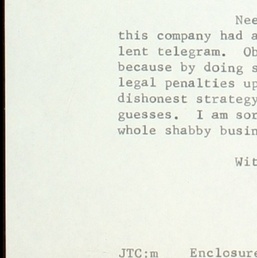 Nee
this company had a
lent telegram. Ob
because by doing s
legal penalties up
dishonest strategy
guesses. I am sor
whole shabby busin
Wit
JTC:m Enclosure